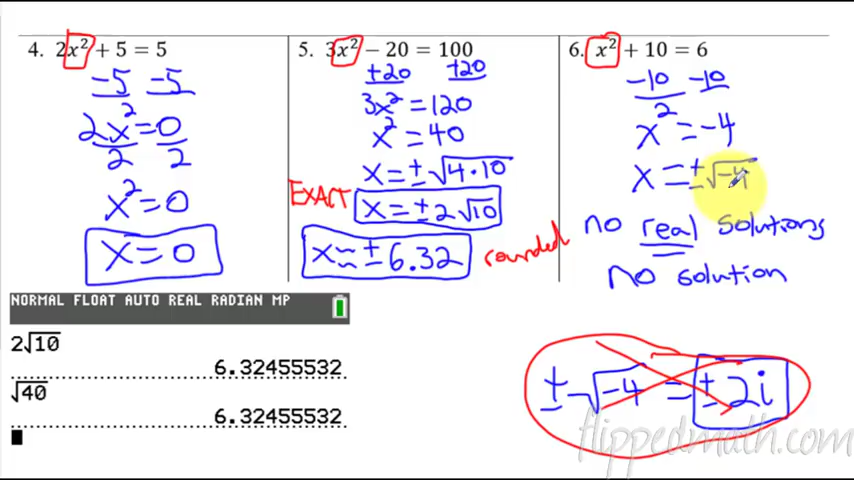 4. 2x² + 5 = 5
-5 -5
2x² = 0
2 2
x² = 0
x = 0
5. 3x² − 20 = 100
+20 +20
3x² = 120
x² = 40
x = ± √4·10
EXACT x = ± 2√10
x ≈ ± 6.32 rounded
6. x² + 10 = 6
-10 -10
x² = -4
x = ± √-4
no real solutions
no solution
± √-4 = ± 2i
NORMAL FLOAT AUTO REAL RADIAN MP
2√10
6.32455532
√40
6.32455532
flippedmath.com